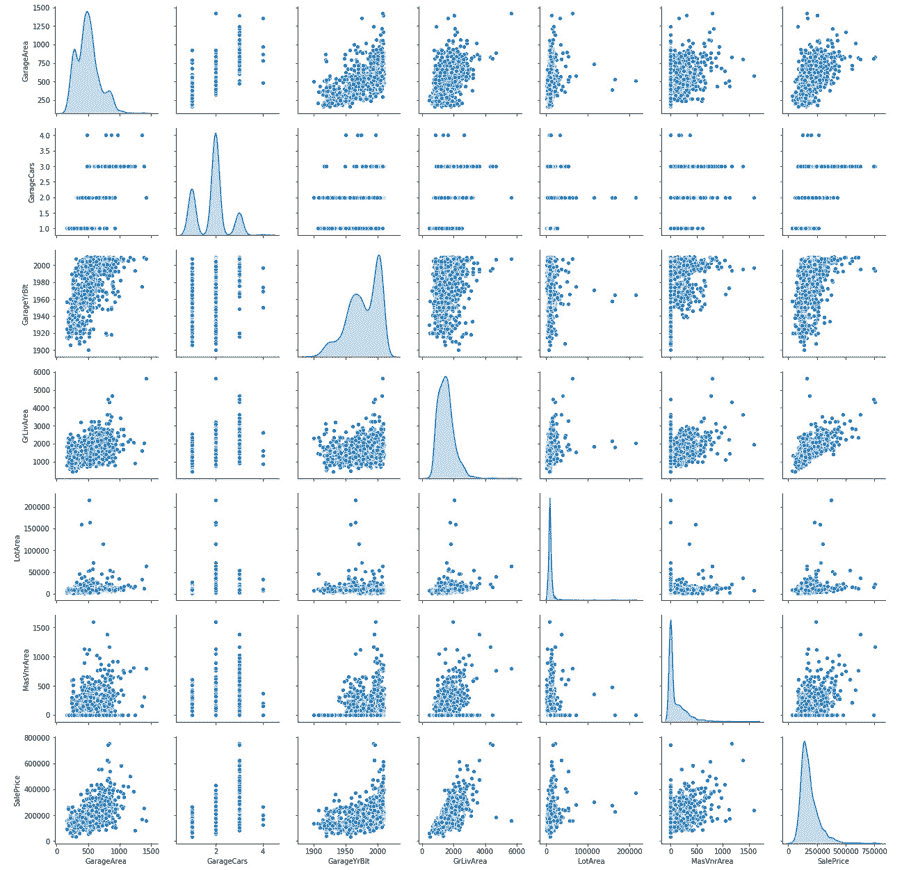 1500
1250
1000
750
500
250
GarageArea
4.0
3.5
3.0
2.5
2.0
1.5
1.0
GarageCars
2000
1980
1960
1940
1920
1900
GarageYrBlt
6000
5000
4000
3000
2000
1000
GrLivArea
200000
150000
100000
50000
0
LotArea
1500
1000
500
0
MasVnrArea
800000
600000
400000
200000
0
SalePrice
0 500 1000 1500
2 4
1900 1950 2000
0 2000 4000 6000
0 100000 200000
0 500 1000 1500
0 250000 500000 750000
GarageArea
GarageCars
GarageYrBlt
GrLivArea
LotArea
MasVnrArea
SalePrice